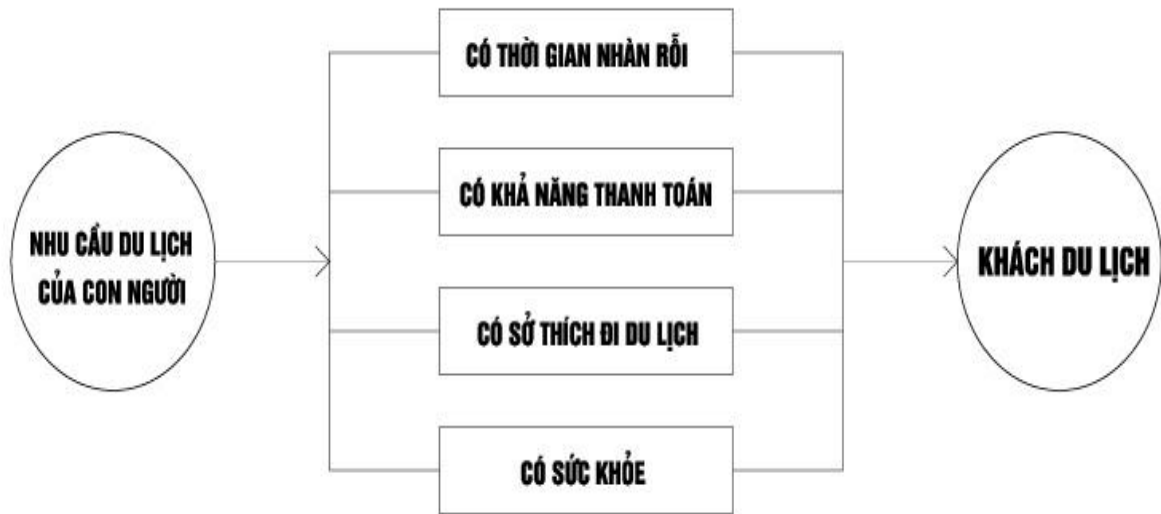 CÓ THỜI GIAN NHÀN RỖI
CÓ KHẢ NĂNG THANH TOÁN
NHU CẦU DU LỊCH
CỦA CON NGƯỜI
KHÁCH DU LỊCH
CÓ SỞ THÍCH ĐI DU LỊCH
CÓ SỨC KHỎE